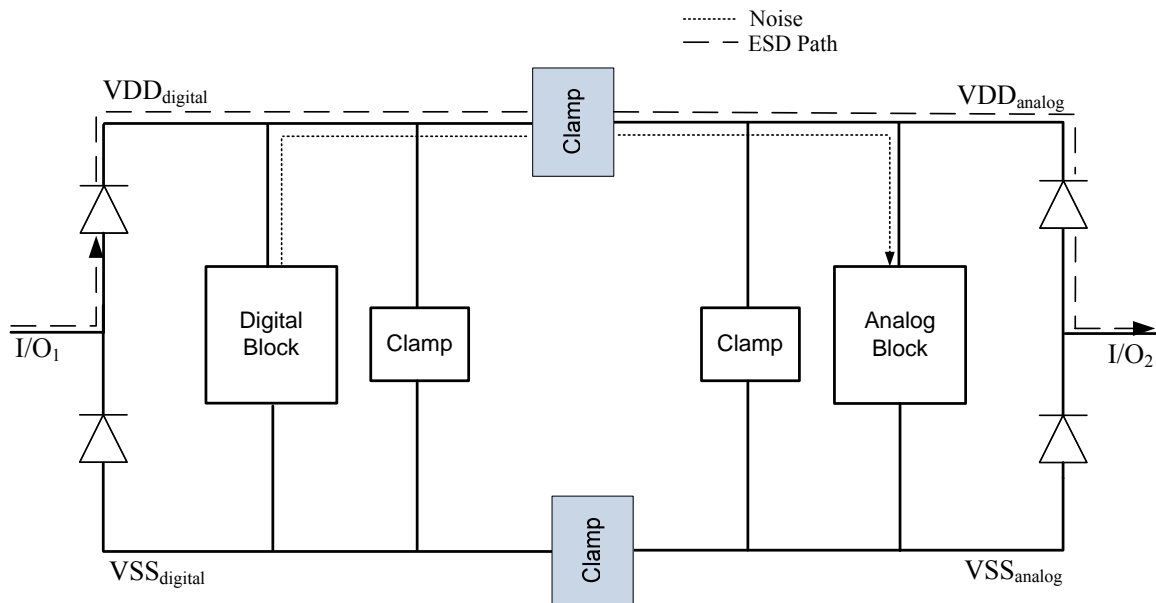 Noise
ESD Path
VDDdigital
Clamp
VDDanalog
Digital
Block
Clamp
Clamp
Analog
Block
I/O1
I/O2
VSSdigital
Clamp
VSSanalog